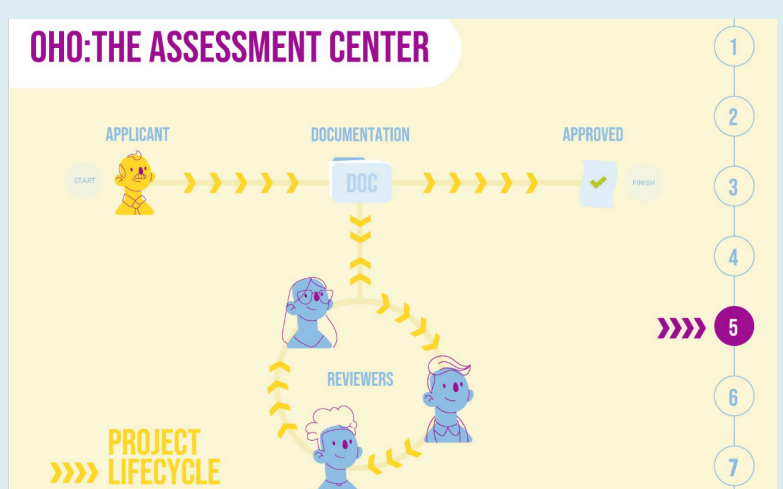 OHO:THE ASSESSMENT CENTER
1
2
APPLICANT
DOCUMENTATION
APPROVED
START
DOC
FINISH
3
4
5
REVIEWERS
6
PROJECT
LIFECYCLE
7